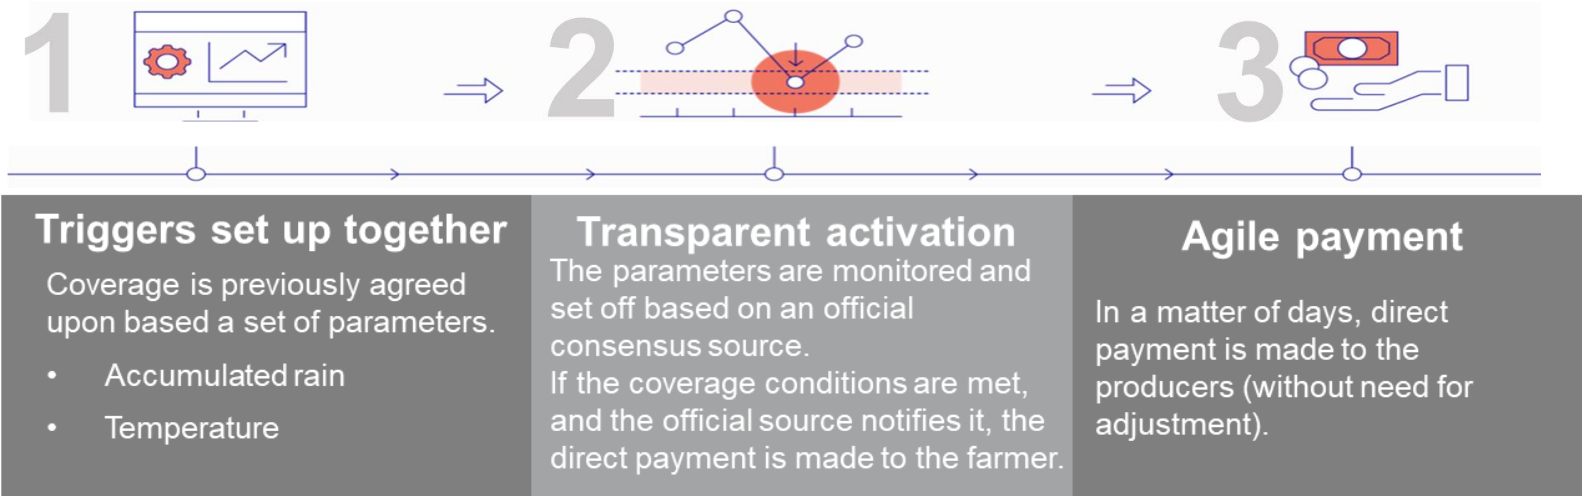 1
2
3
Triggers set up together
Coverage is previously agreed
upon based a set of parameters.
• Accumulated rain
• Temperature
Transparent activation
The parameters are monitored and
set off based on an official
consensus source.
If the coverage conditions are met,
and the official source notifies it, the
direct payment is made to the farmer.
Agile payment
In a matter of days, direct
payment is made to the
producers (without need for
adjustment).